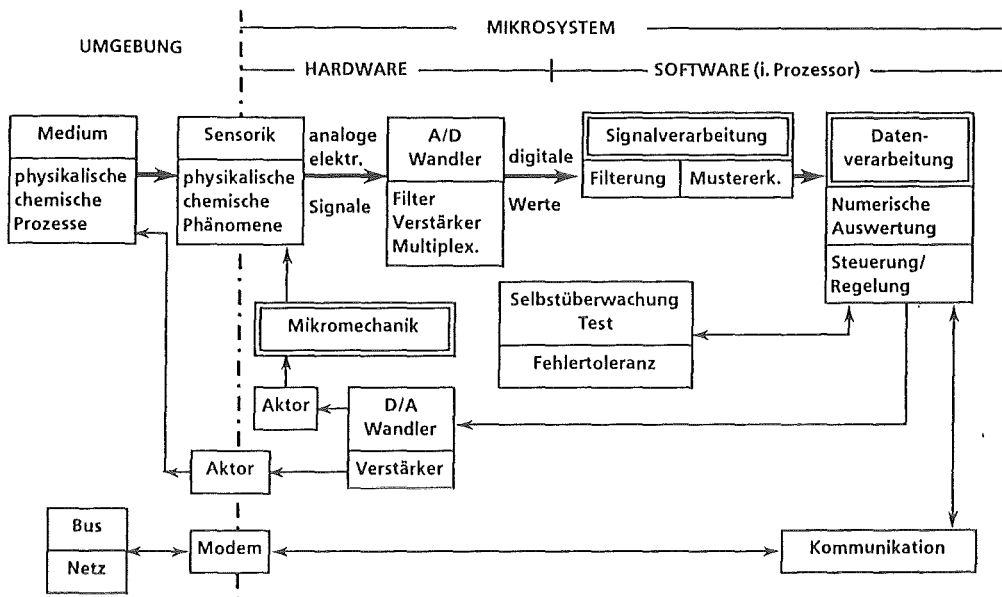 MIKROSYSTEM
UMGEBUNG
HARDWARE
SOFTWARE (i. Prozessor)
Medium
physikalische
chemische
Prozesse
Sensorik
physikalische
chemische
Phänomene
analoge
elektr.
Signale
A/D
Wandler
Filter
Verstärker
Multiplex.
digitale
Werte
Signalverarbeitung
Filterung
Mustererk.
Daten-
verarbeitung
Numerische
Auswertung
Steuerung/
Regelung
Selbstüberwachung
Test
Fehlertoleranz
Mikromechanik
Aktor
D/A
Wandler
Verstärker
Aktor
Bus
Netz
Modem
Kommunikation